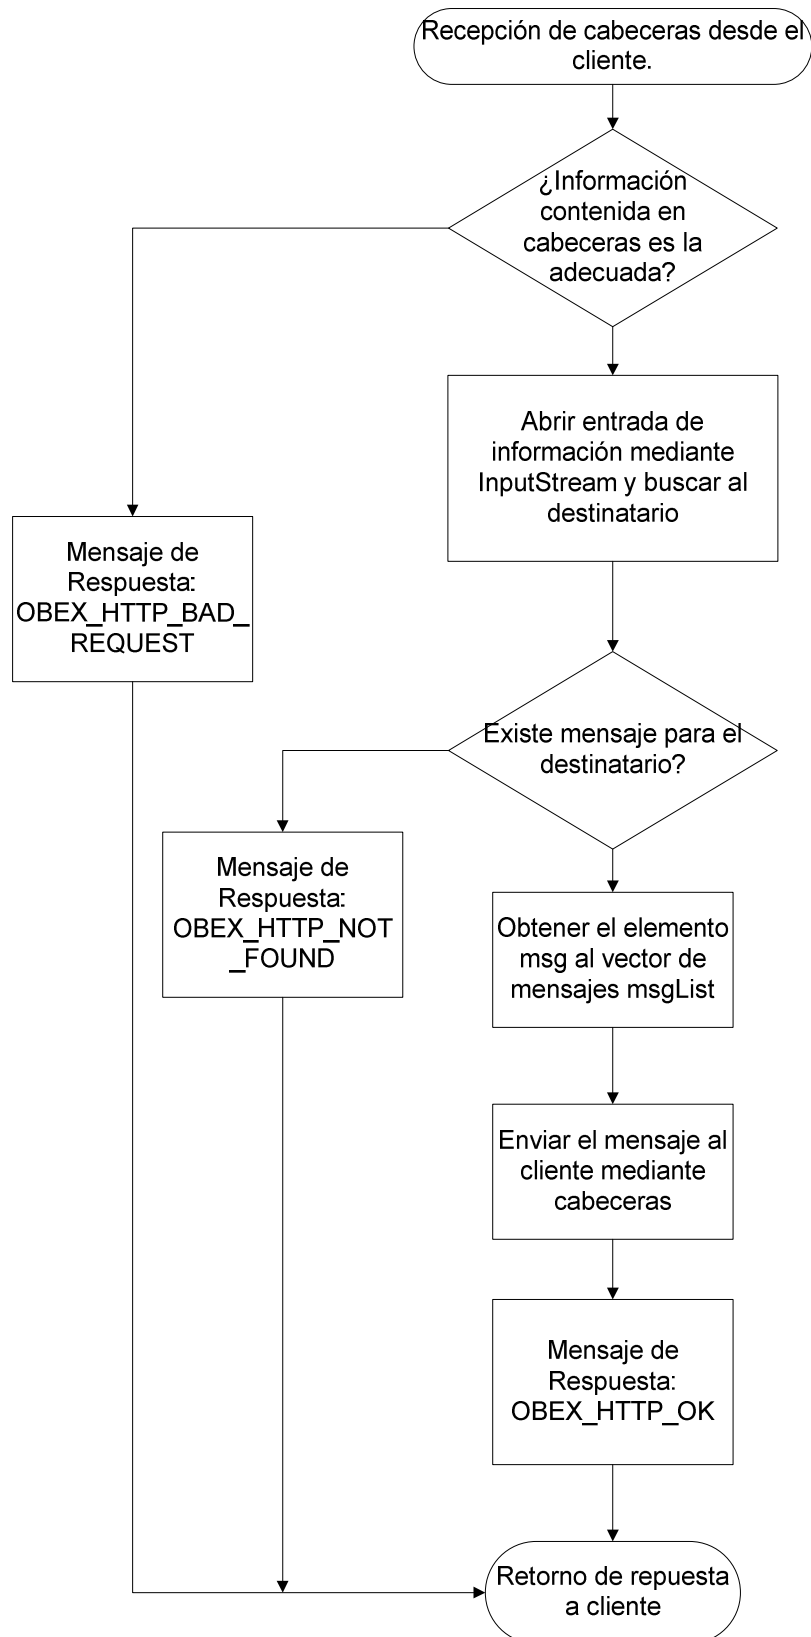 Recepción de cabeceras desde el
cliente.
¿Información
contenida en
cabeceras es la
adecuada?
Abrir entrada de
información mediante
InputStream y buscar al
destinatario
Mensaje de
Respuesta:
OBEX_HTTP_BAD_
REQUEST
Existe mensaje para el
destinatario?
Mensaje de
Respuesta:
OBEX_HTTP_NOT
_FOUND
Obtener el elemento
msg al vector de
mensajes msgList
Enviar el mensaje al
cliente mediante
cabeceras
Mensaje de
Respuesta:
OBEX_HTTP_OK
Retorno de repuesta
a cliente